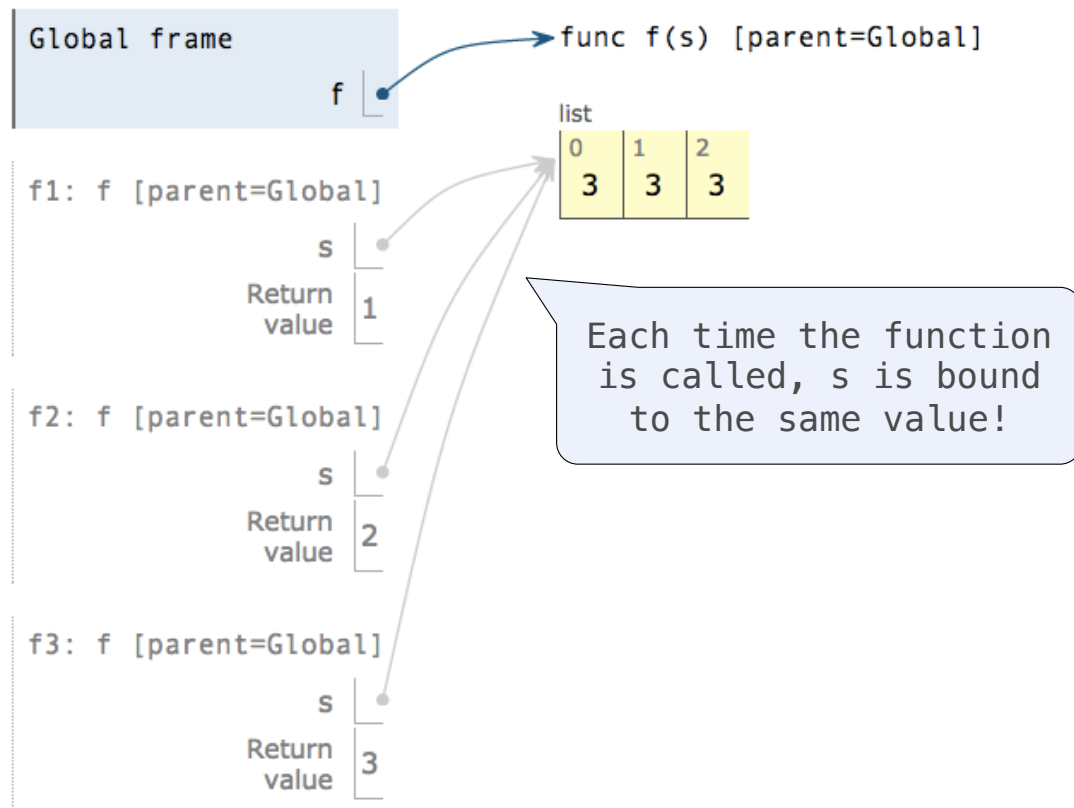 Global frame
f
func f(s) [parent=Global]
list
0 1 2
3 3 3
f1: f [parent=Global]
s
Return
value 1
Each time the function
is called, s is bound
to the same value!
f2: f [parent=Global]
s
Return
value 2
f3: f [parent=Global]
s
Return
value 3